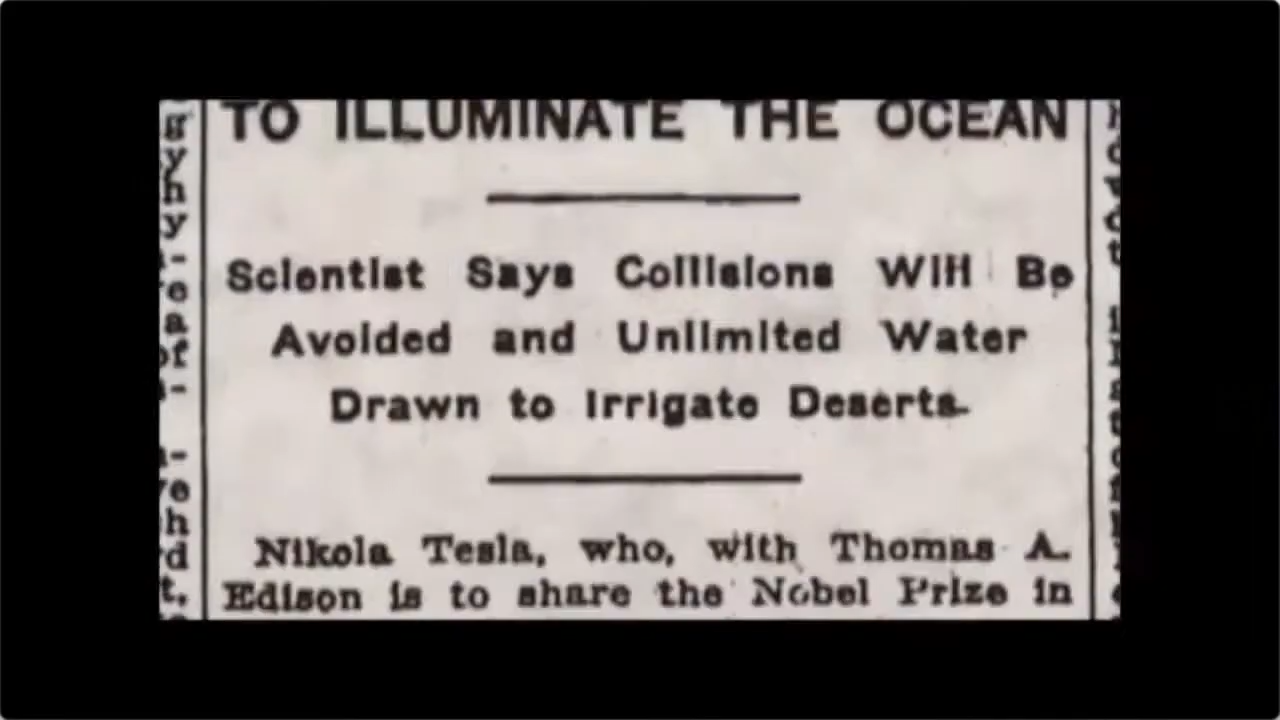 TO ILLUMINATE THE OCEAN
Scientist Says Collisions Will Be
Avoided and Unlimited Water
Drawn to Irrigate Deserts.
Nikola Tesla, who, with Thomas A.
Edison is to share the Nobel Prize in